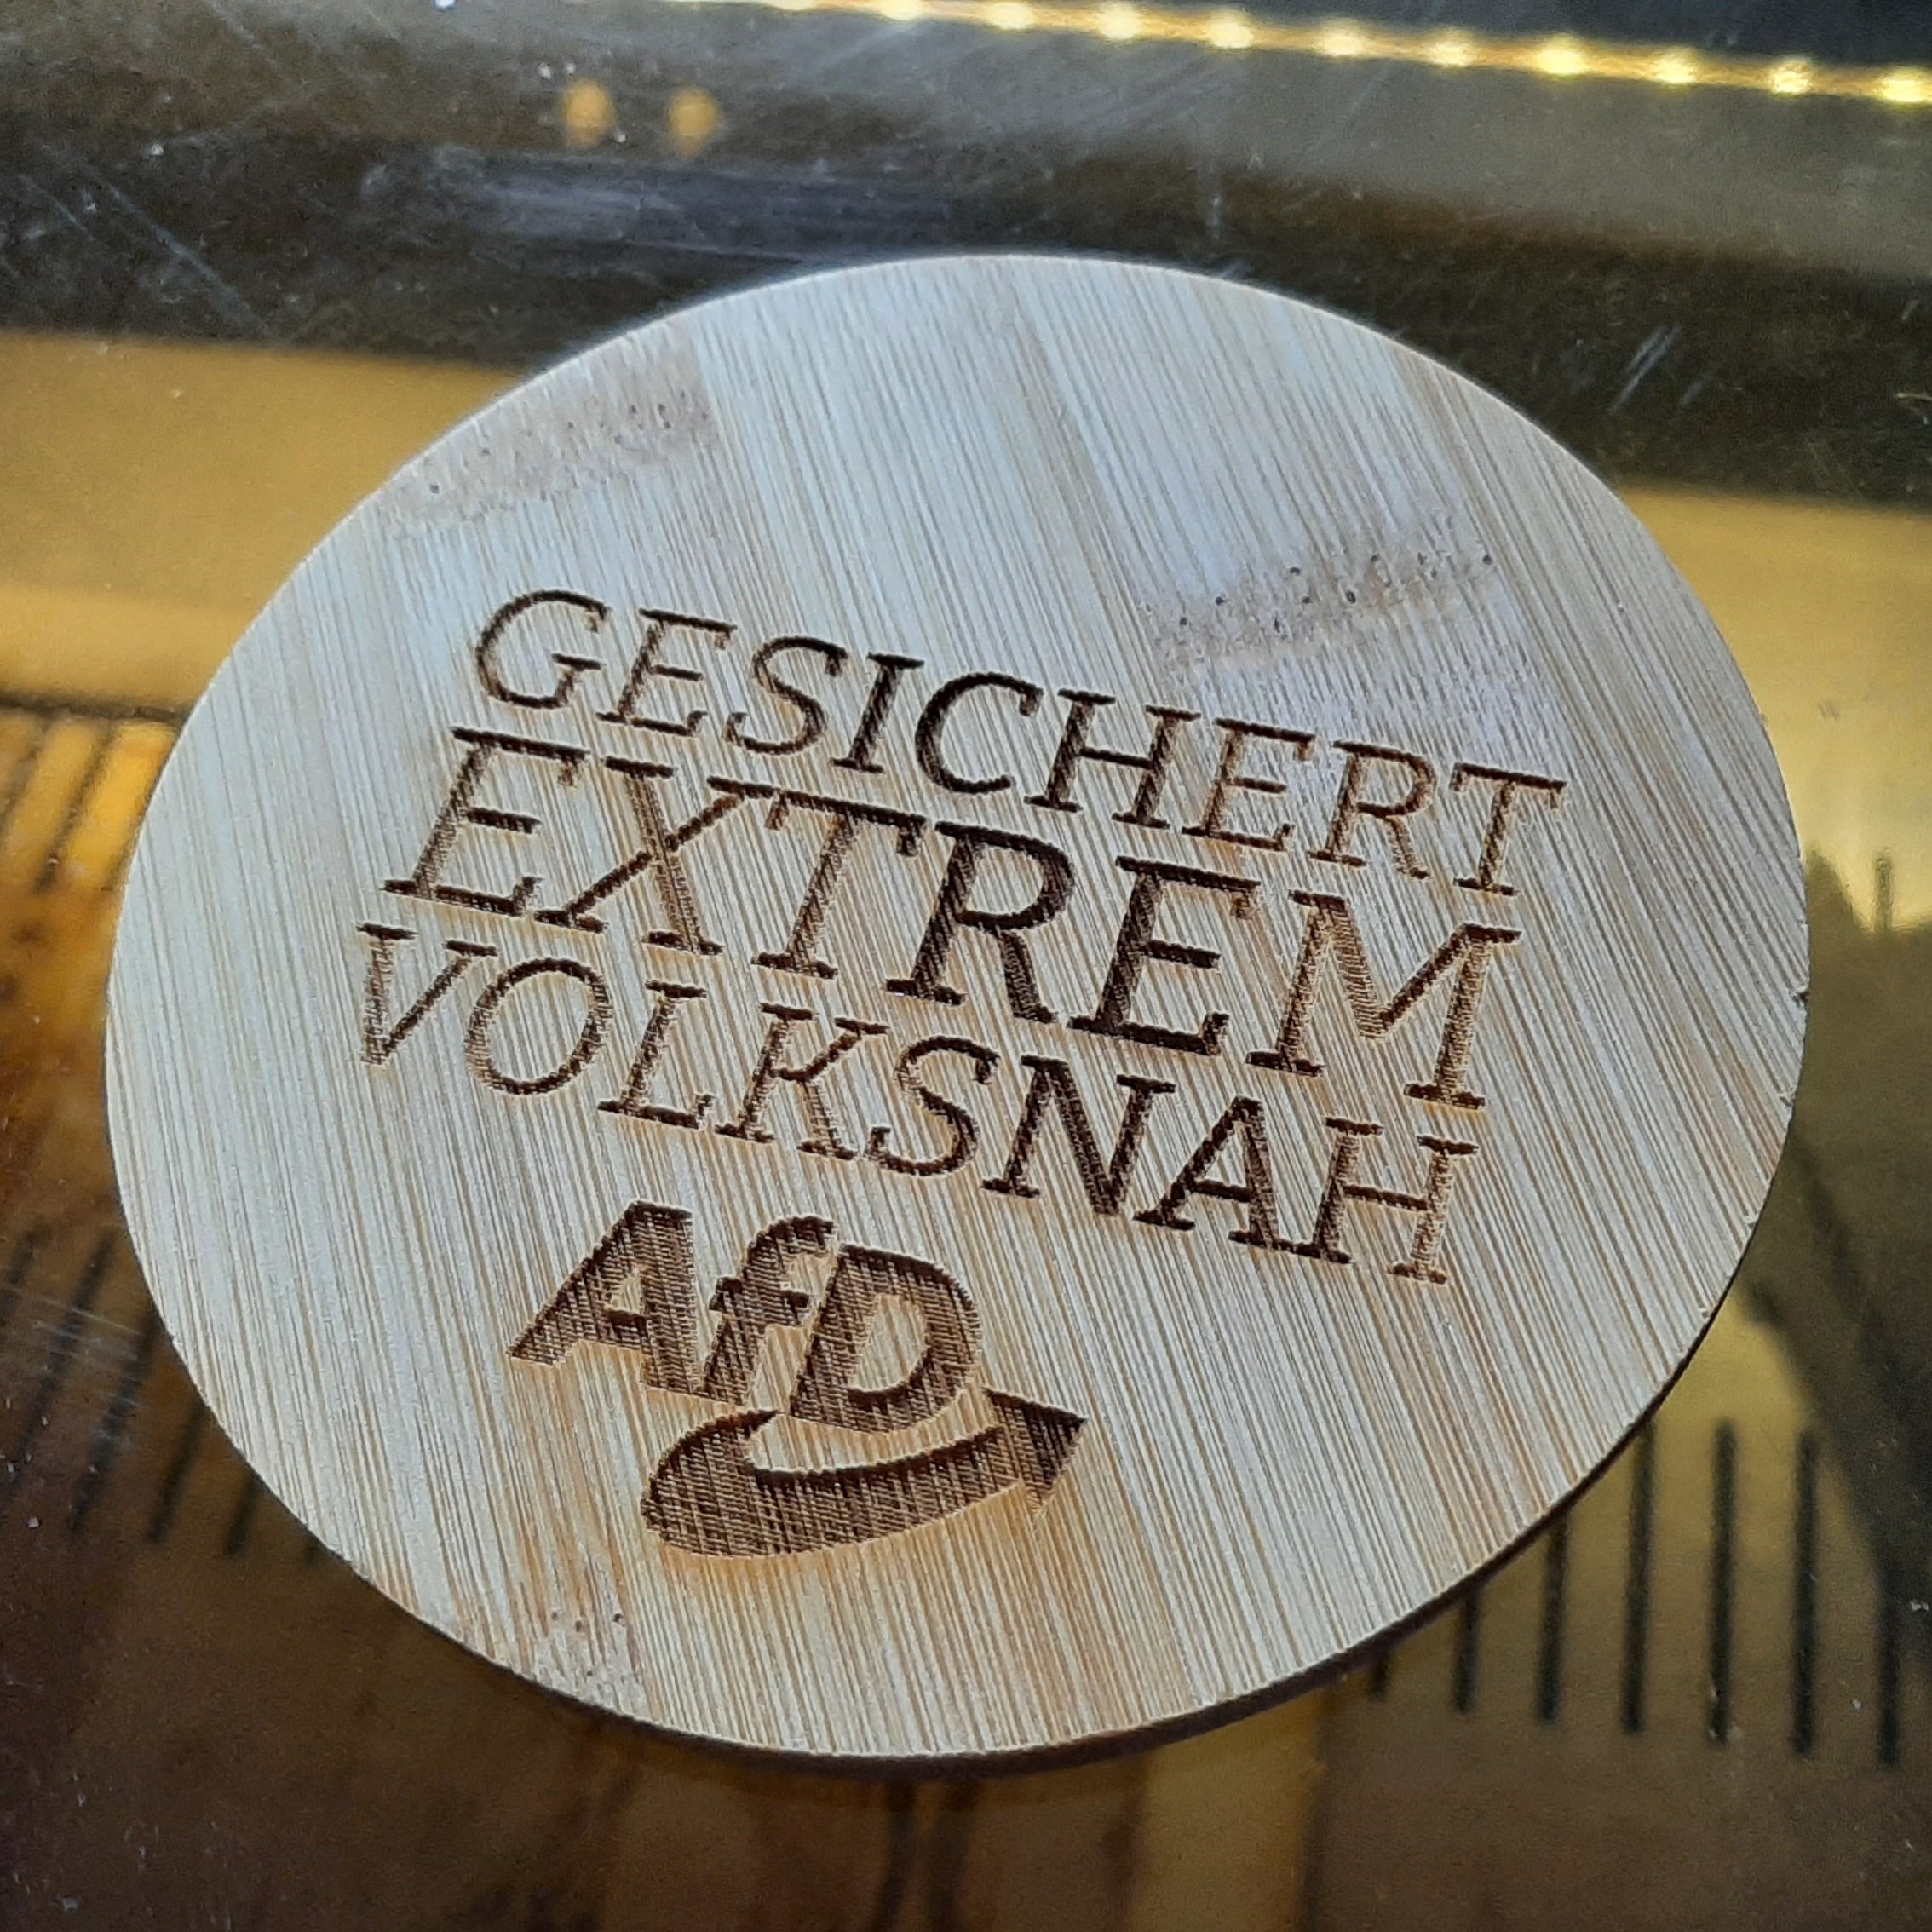 GESICHERT
EXTREM
VOLKSNAH
AfD